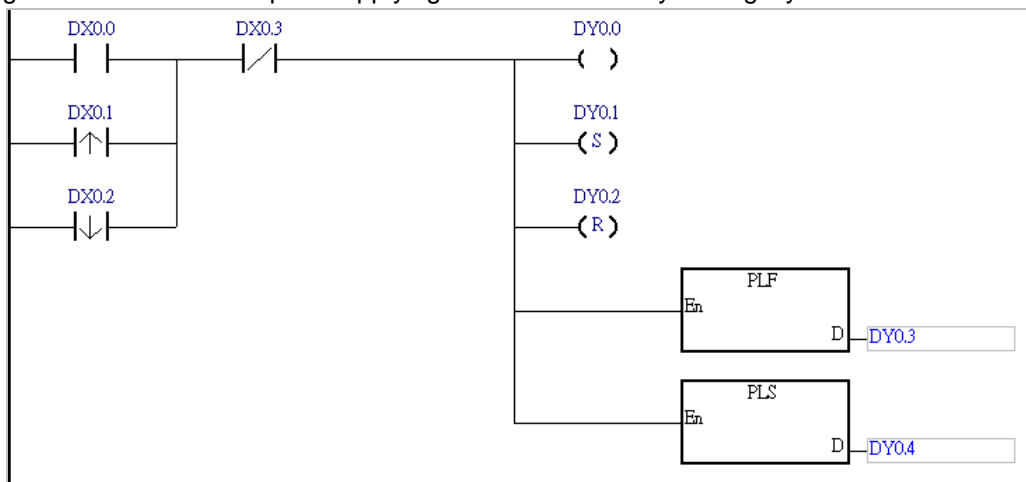 DX0.0 DX0.3 DY0.0
DX0.1 DY0.1
S
DX0.2 DY0.2
R
PLF
En
D DY0.3
PLS
En
D DY0.4